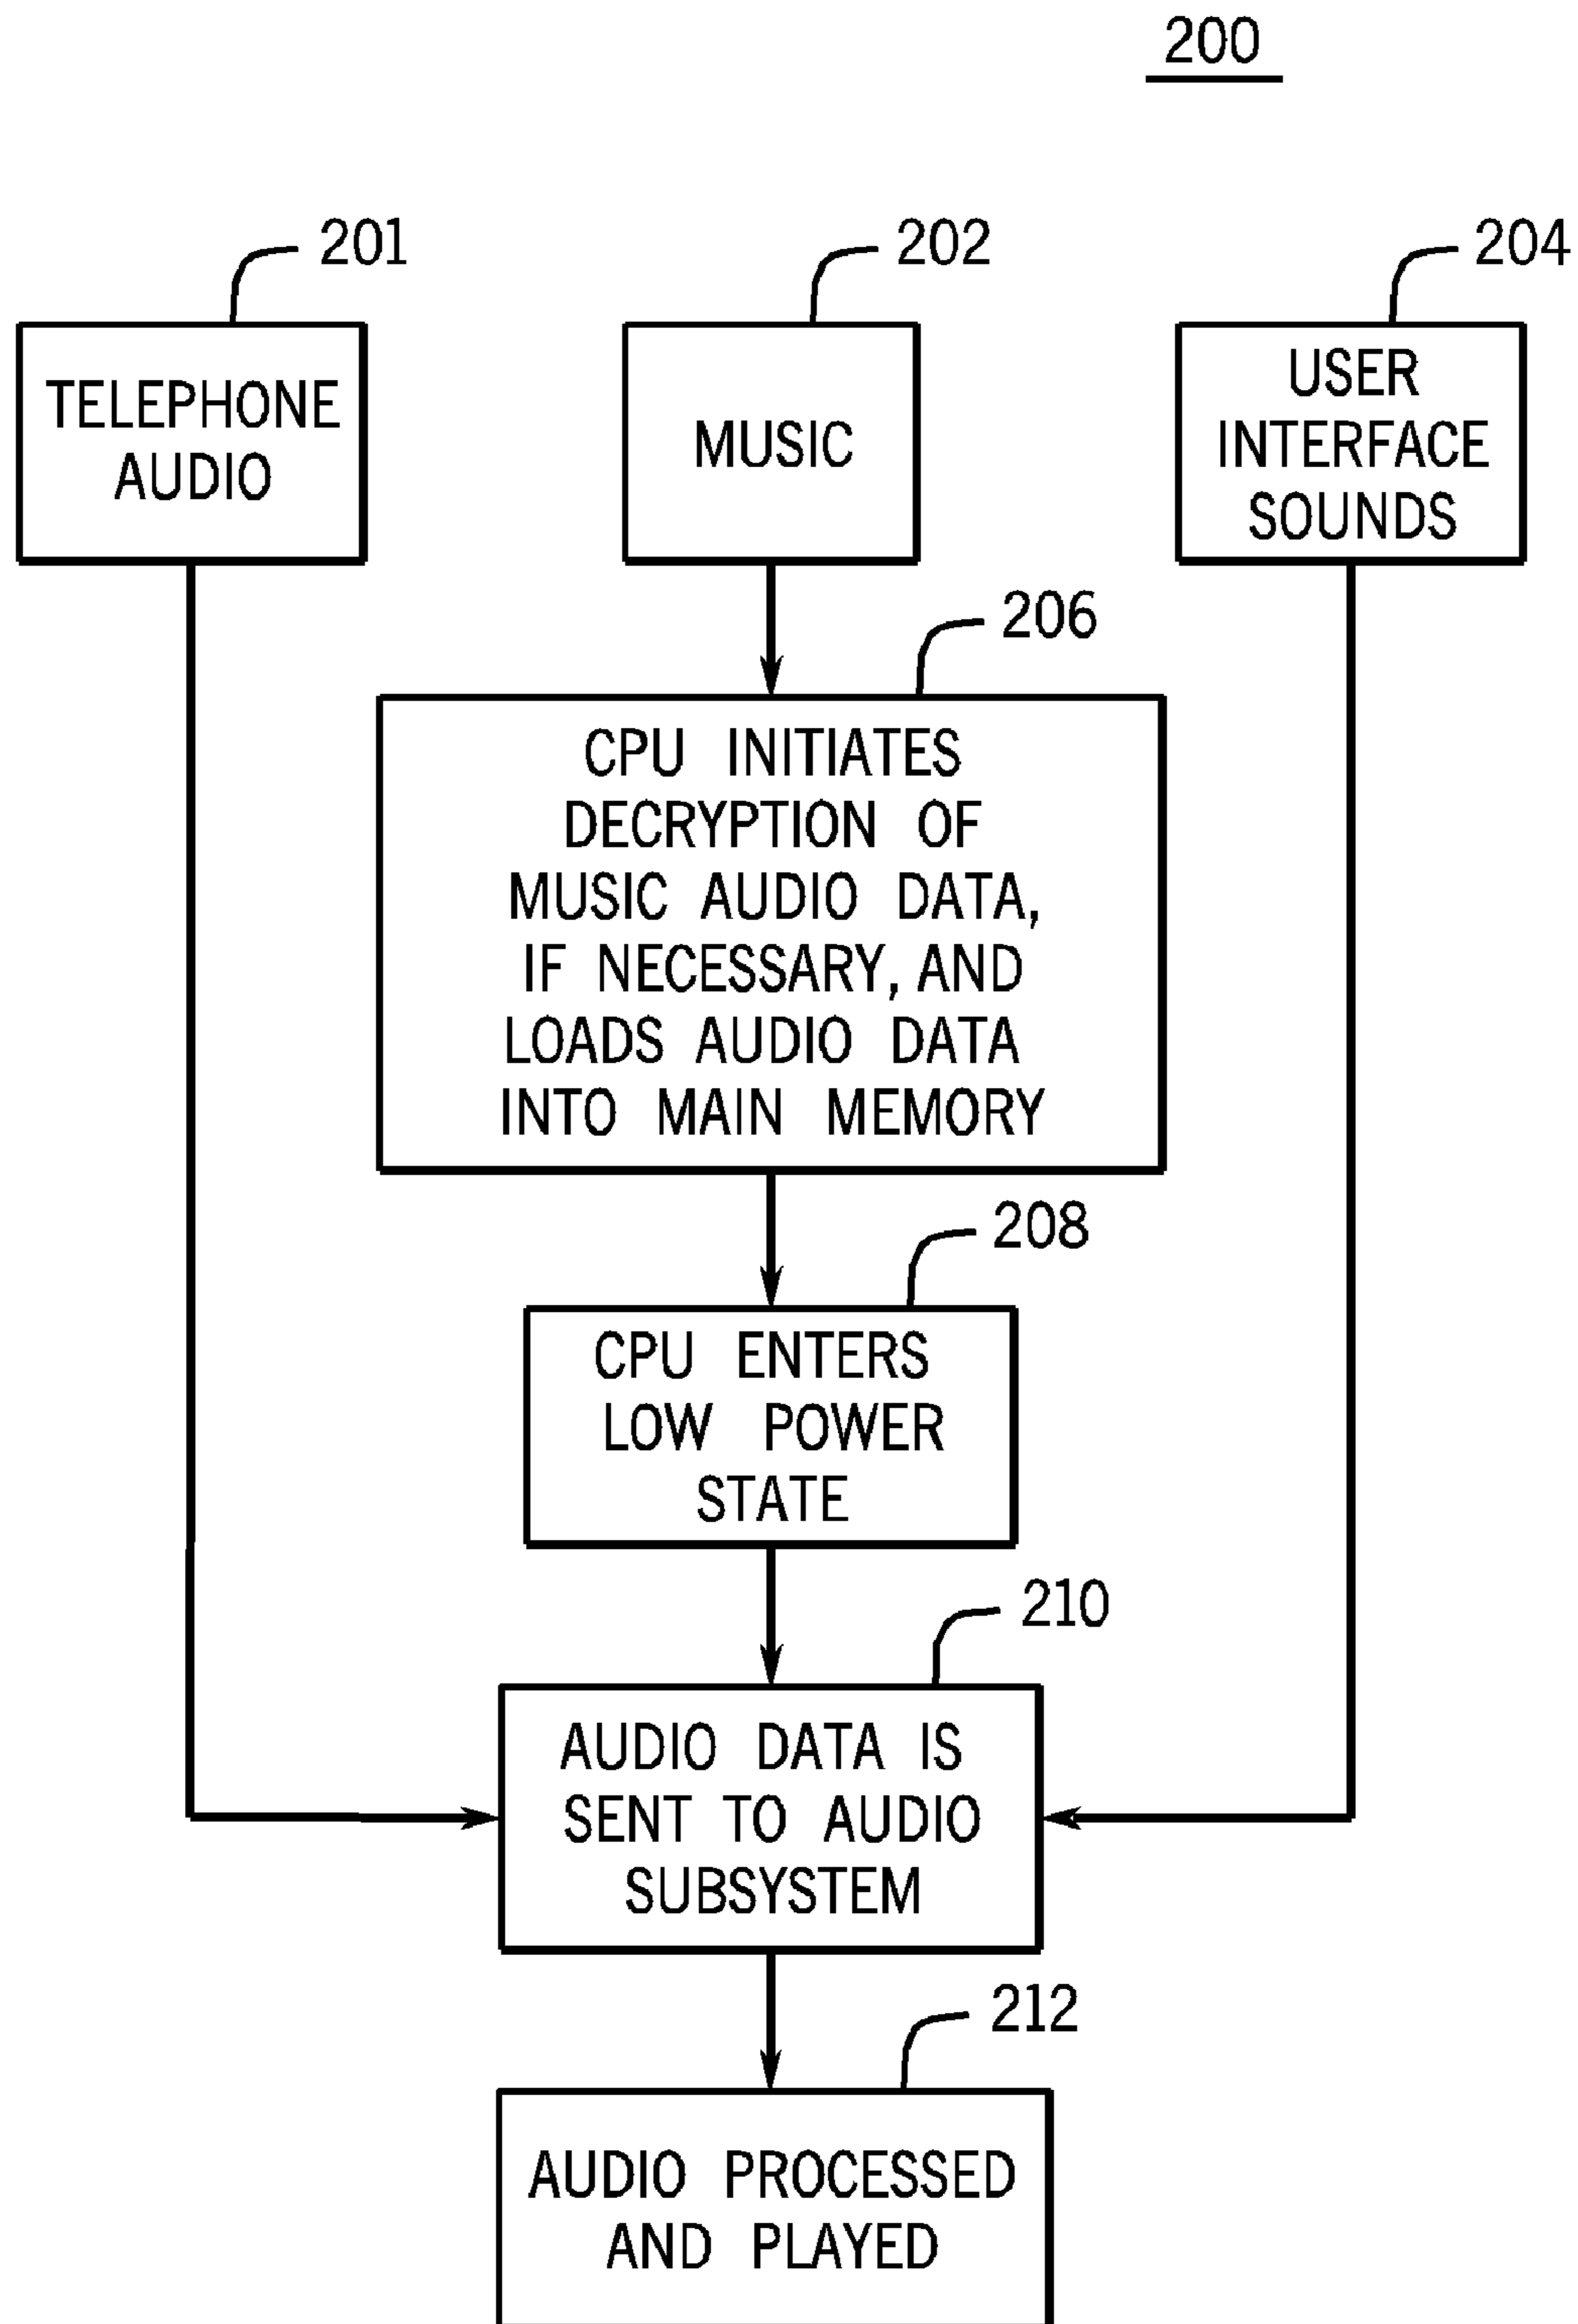 200
201
202
204
TELEPHONE
AUDIO
MUSIC
USER
INTERFACE
SOUNDS
206
CPU INITIATES
DECRYPTION OF
MUSIC AUDIO DATA,
IF NECESSARY, AND
LOADS AUDIO DATA
INTO MAIN MEMORY
208
CPU ENTERS
LOW POWER
STATE
210
AUDIO DATA IS
SENT TO AUDIO
SUBSYSTEM
212
AUDIO PROCESSED
AND PLAYED